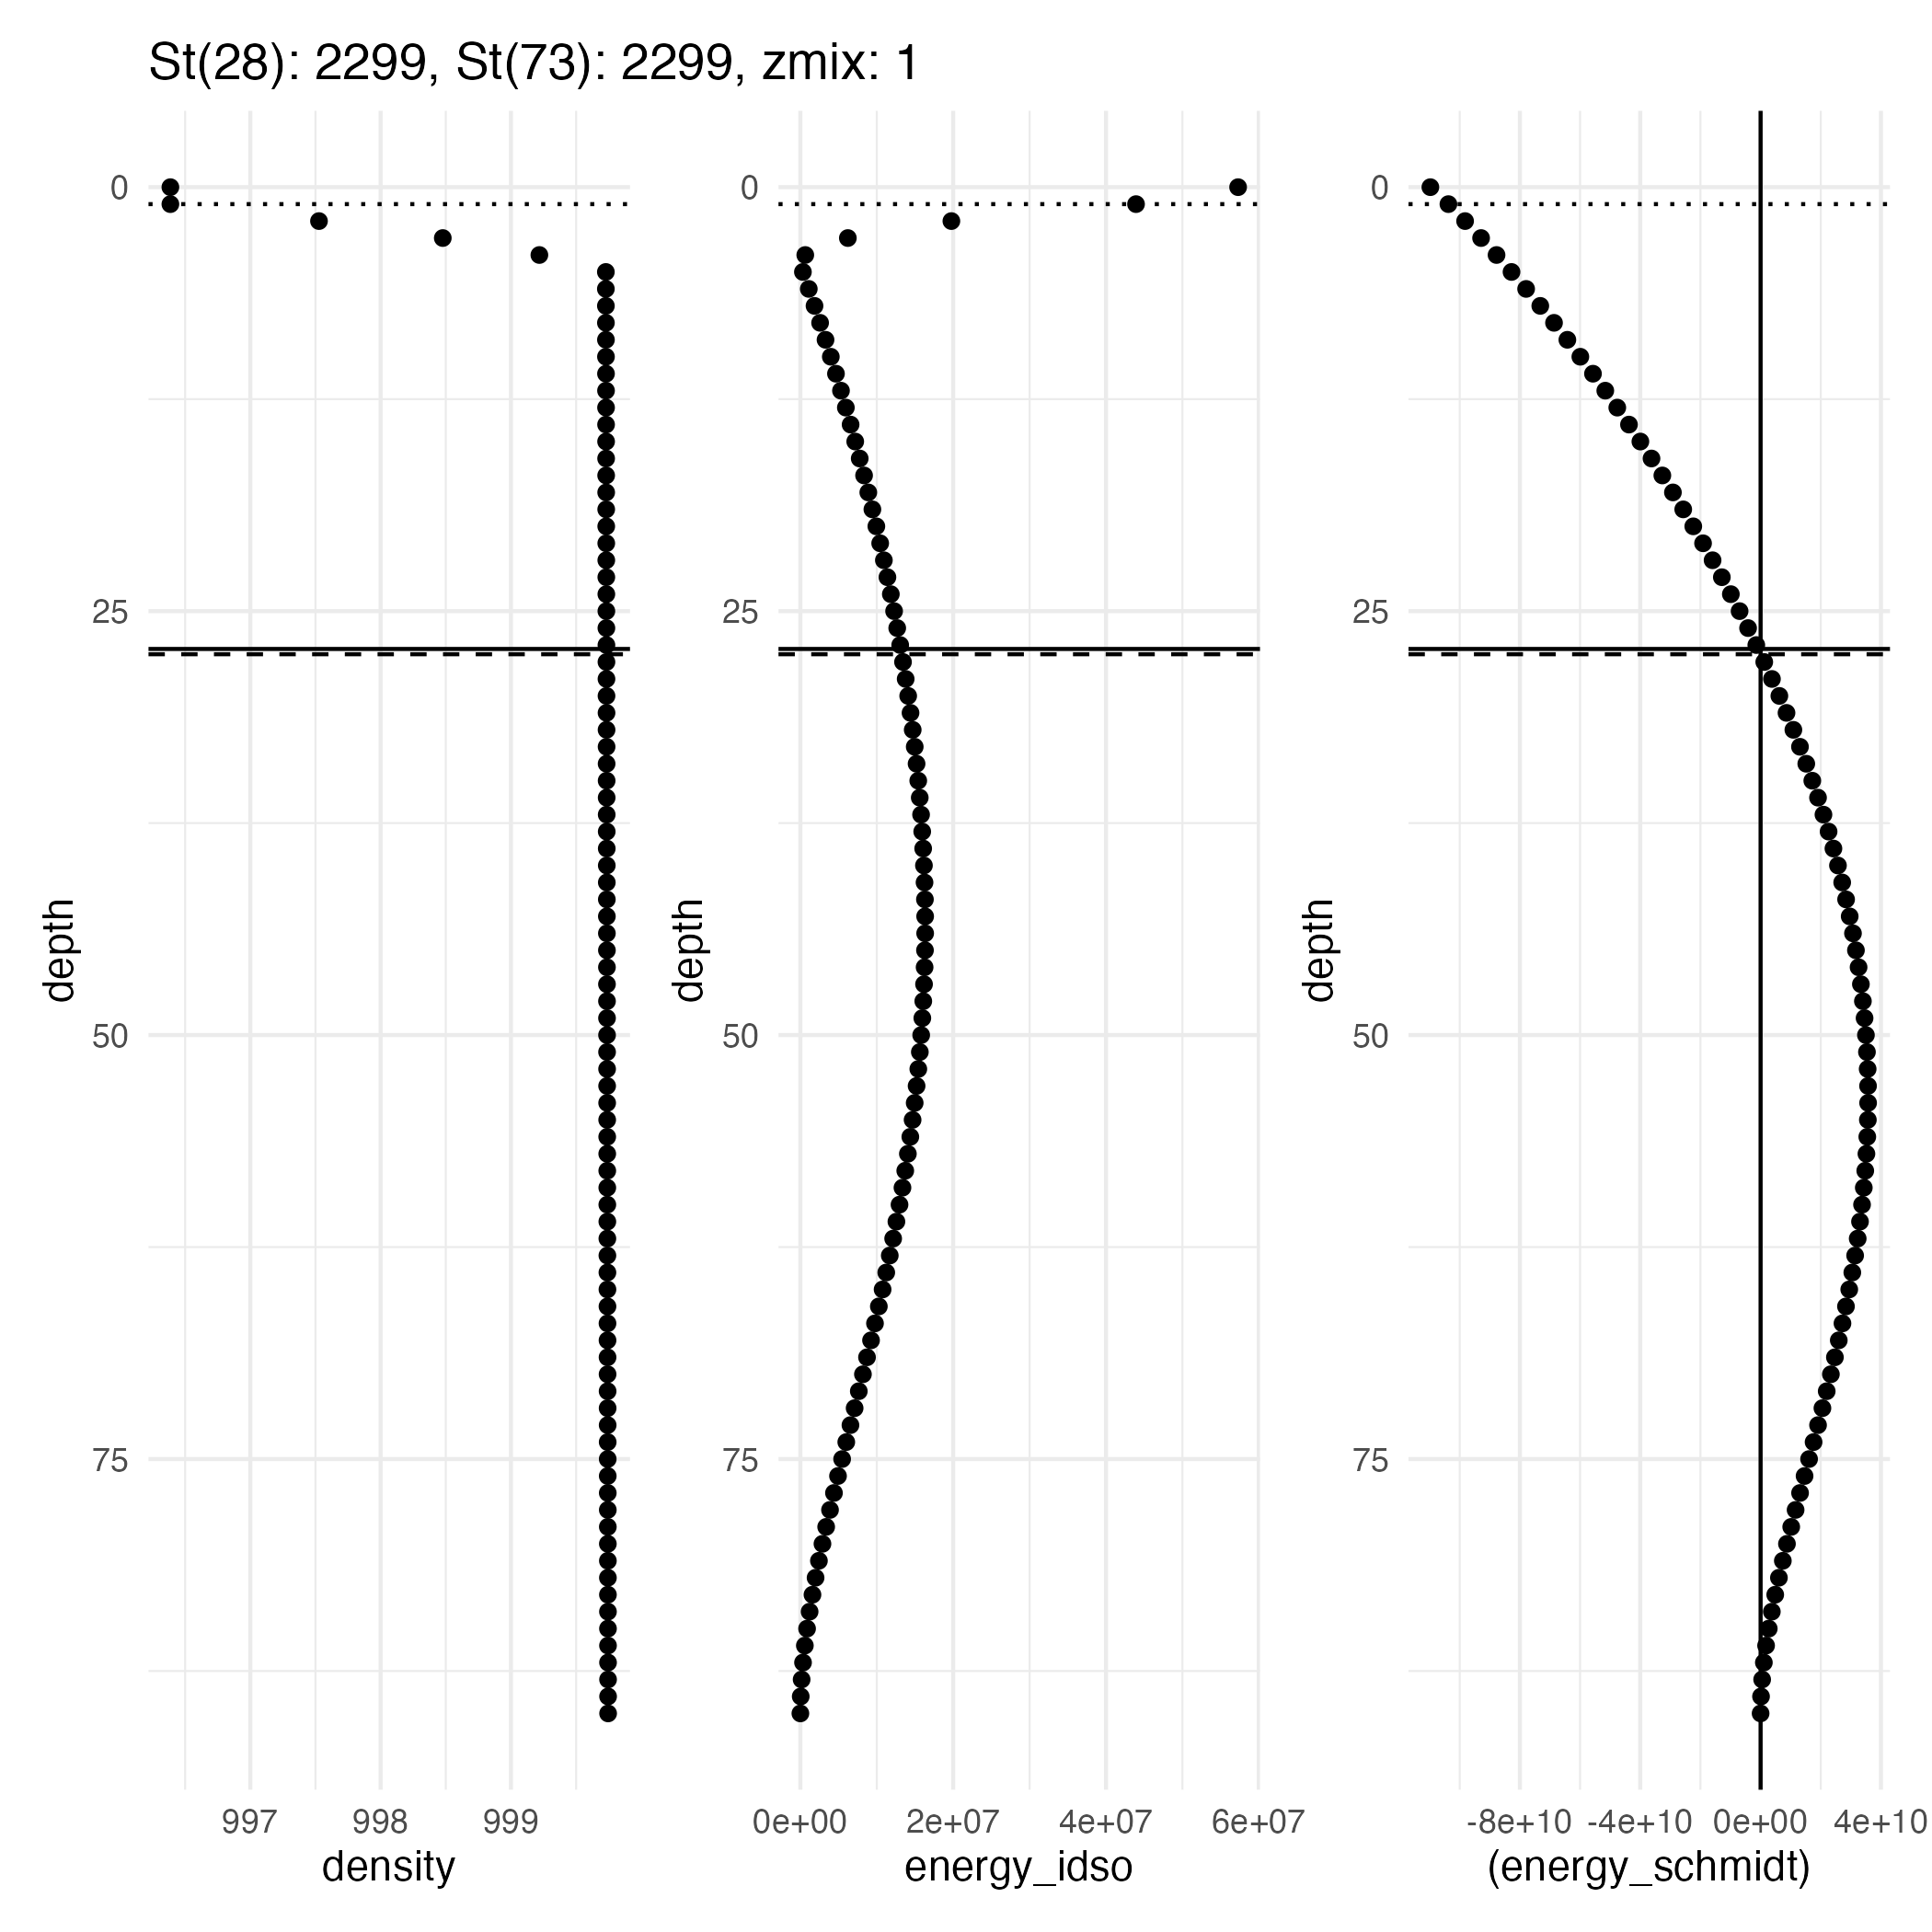 St(28): 2299, St(73): 2299, zmix: 1
0
25
50
75
depth
997 998 999
density
0
25
50
75
depth
0e+00 2e+07 4e+07 6e+07
energy_idso
0
25
50
75
depth
-8e+10 -4e+10 0e+00 4e+10
(energy_schmidt)